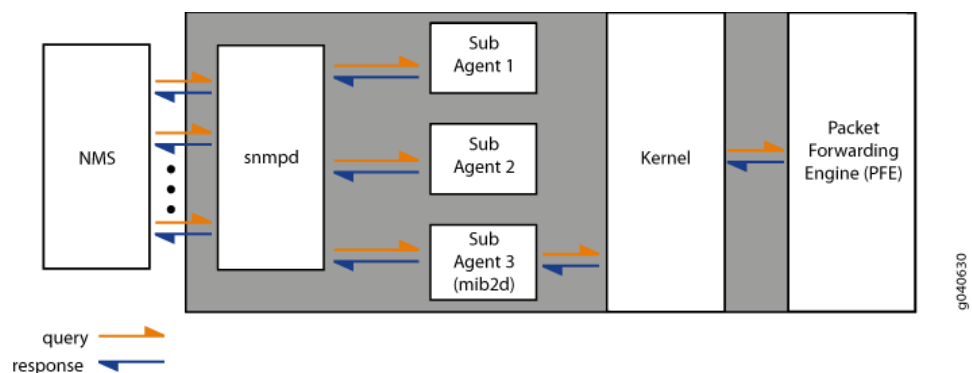 NMS
snmpd
Sub
Agent 1
Sub
Agent 2
Sub
Agent 3
(mib2d)
Kernel
Packet
Forwarding
Engine (PFE)
query
response
g040630